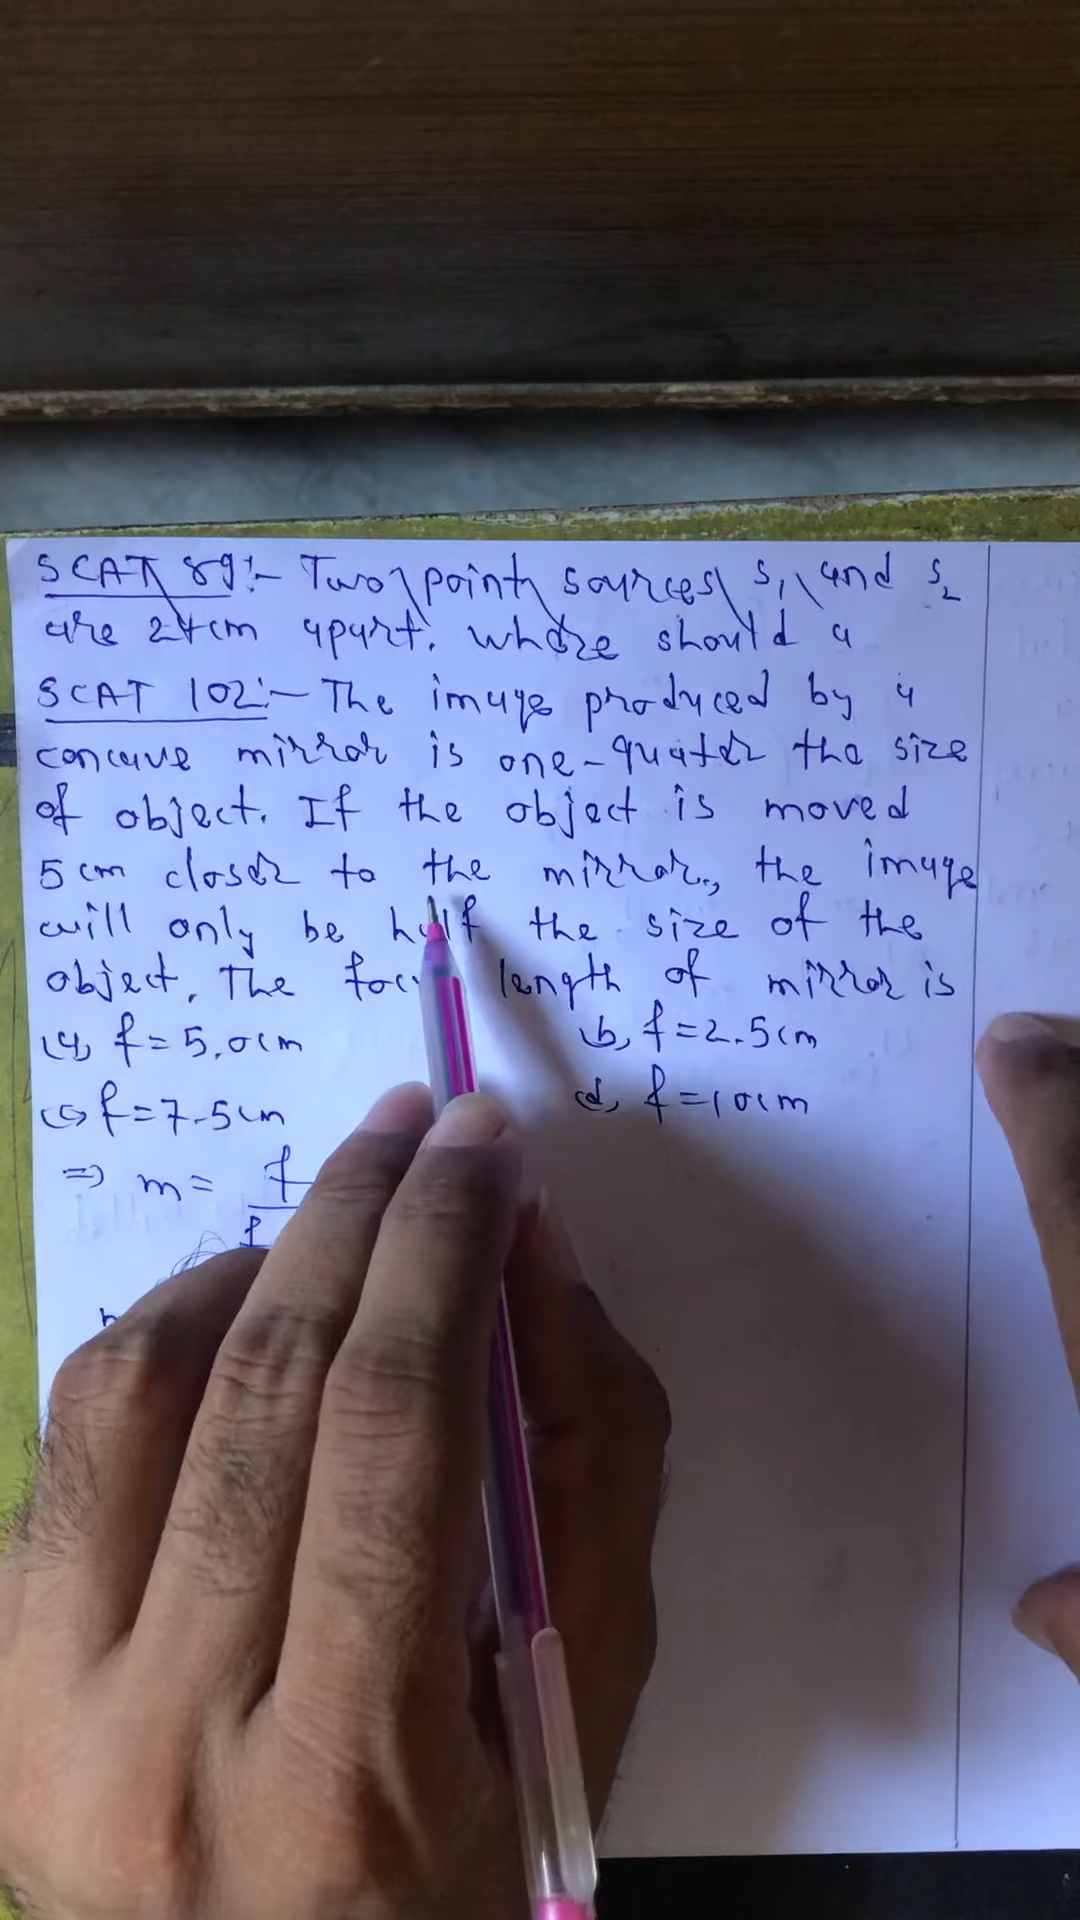 SCAT 89:- Two point sources S₁ and S₂
are 24cm apart. where should a
SCAT 102:- The image produced by a
concave mirror is one-quater the size
of object. If the object is moved
5cm closer to the mirror, the image
will only be half the size of the
object. The length of mirror is
(a) f=5.0cm (b) f=2.5cm
(c) f=7.5cm (d) f=10cm
⇒ m= f
f